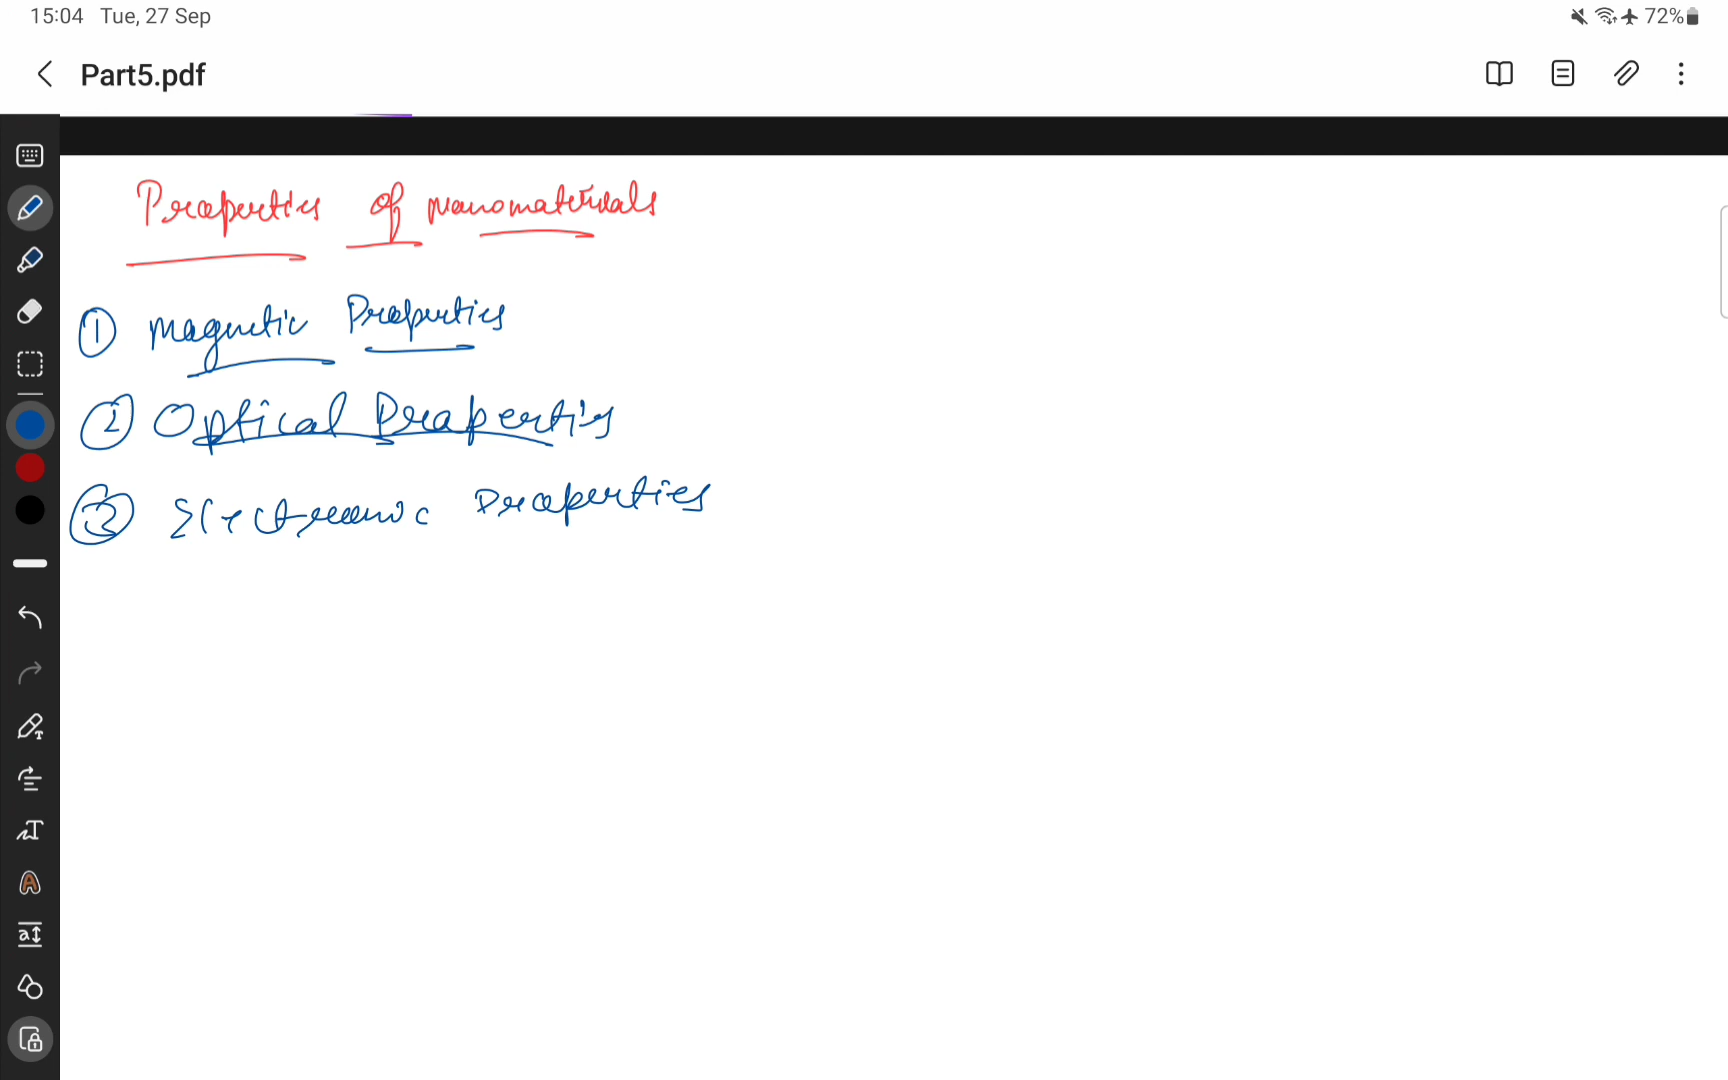 15:04 Tue, 27 Sep 72%
Part5.pdf
Properties of nanomaterials
① Magnetic Properties
② Optical Properties
③ Electronic Properties